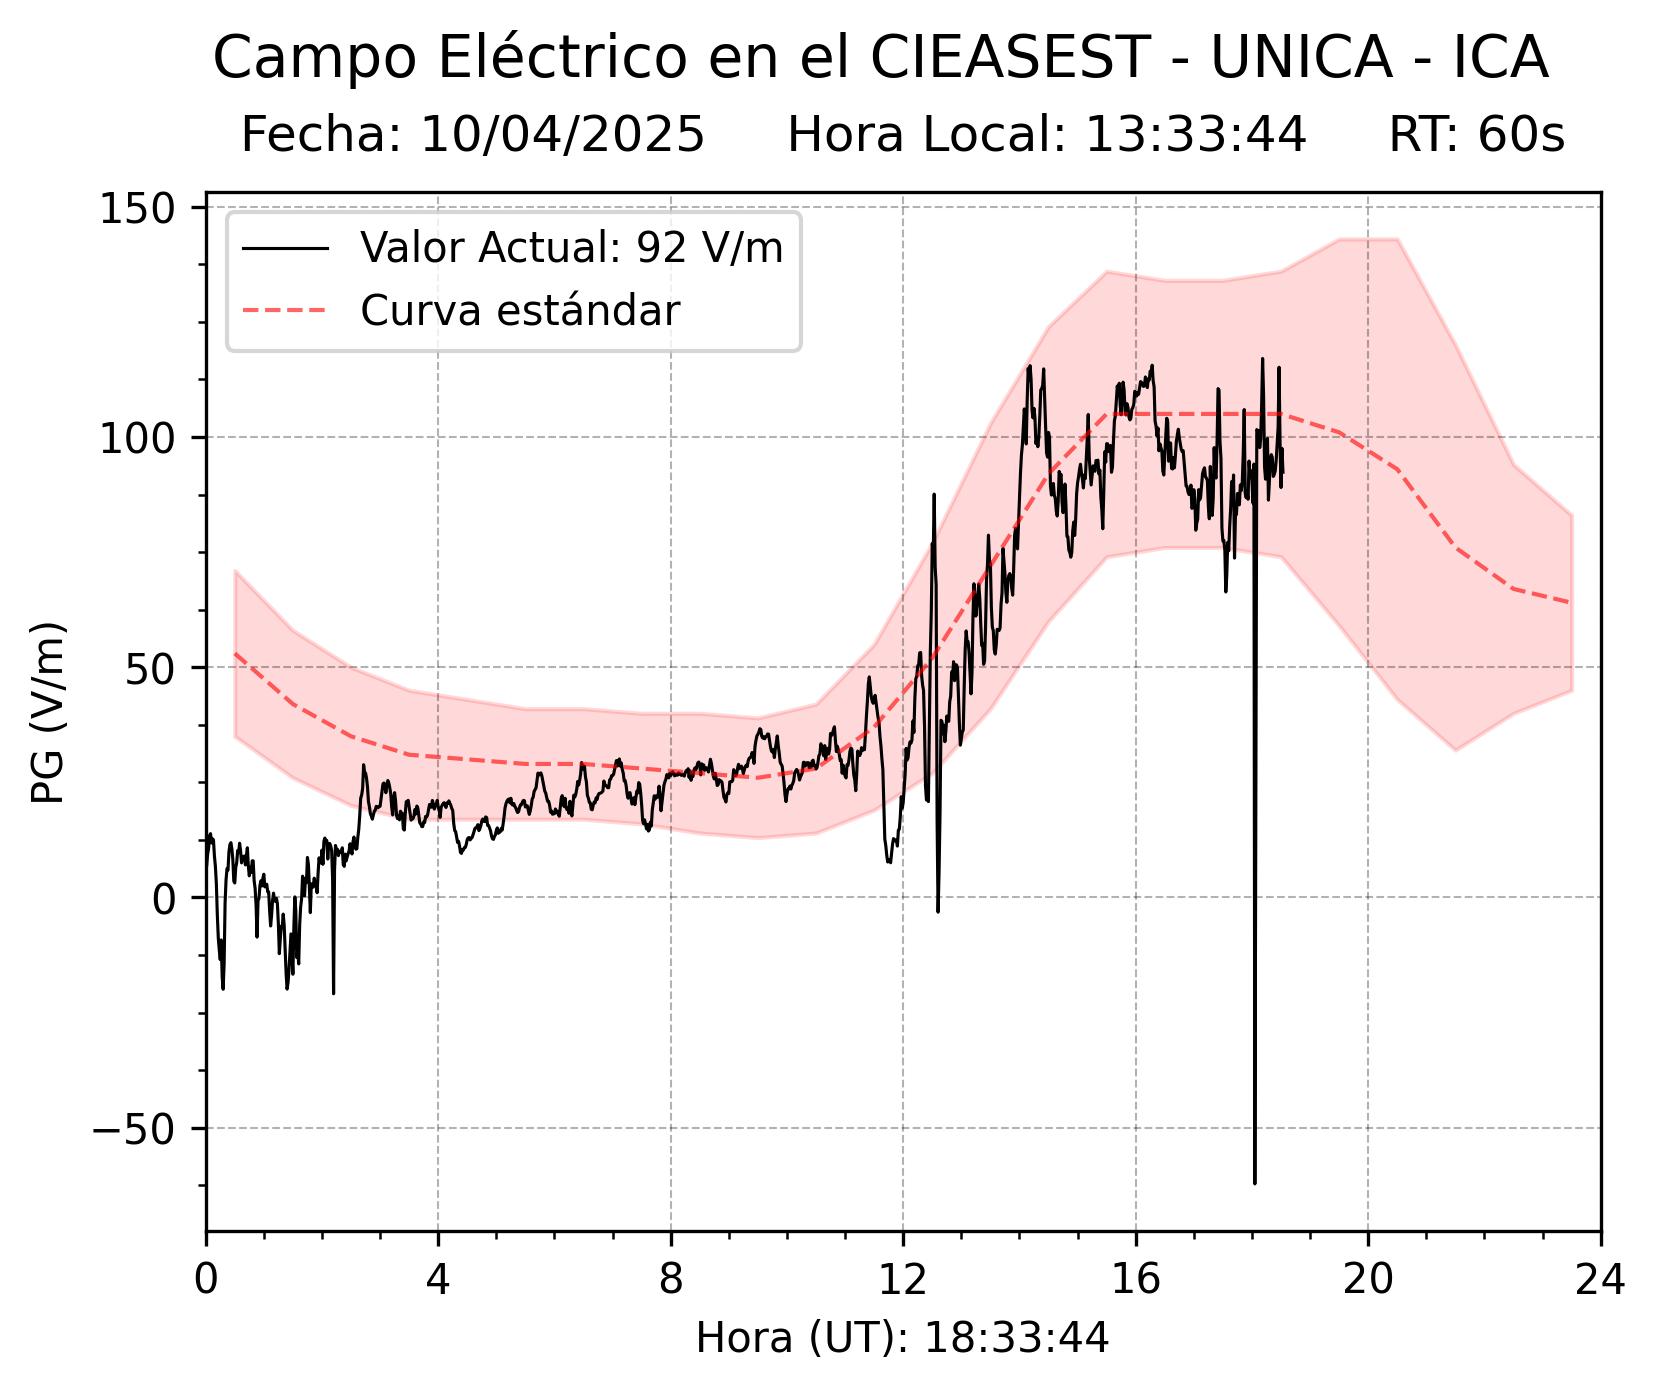 Campo Eléctrico en el CIEASEST - UNICA - ICA
Fecha: 10/04/2025 Hora Local: 13:33:44 RT: 60s
Valor Actual: 92 V/m
Curva estándar
PG (V/m)
150
100
50
0
−50
0 4 8 12 16 20 24
Hora (UT): 18:33:44